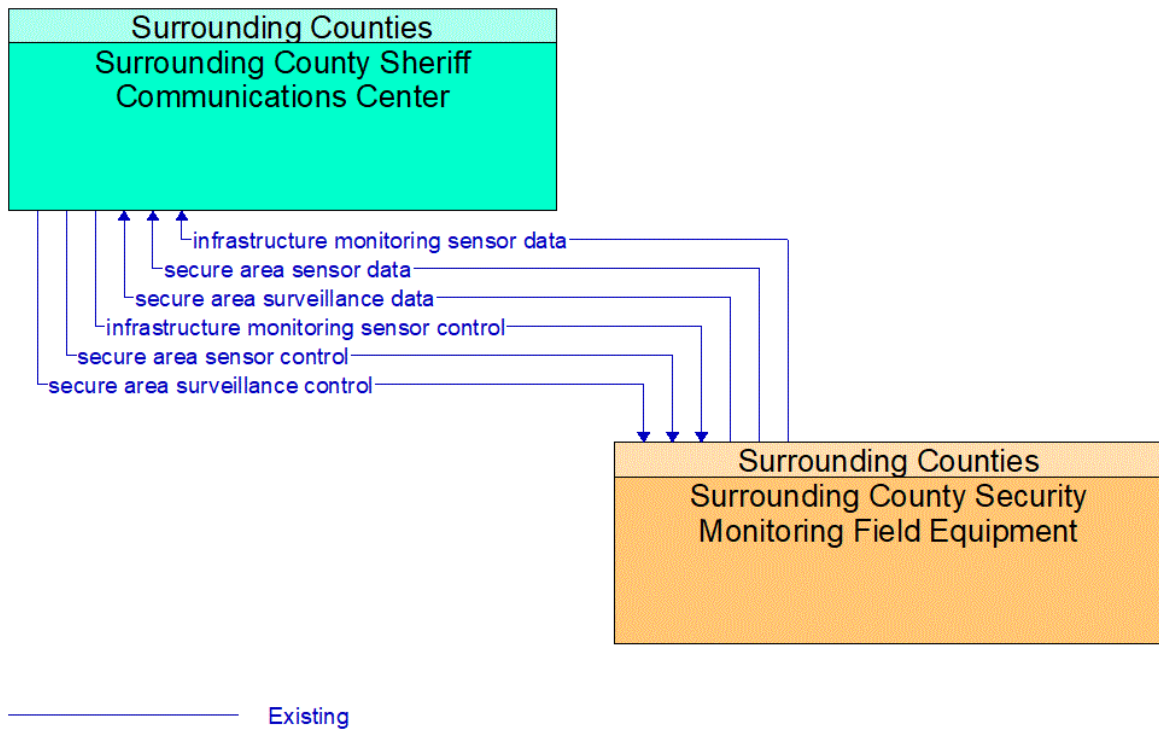 Surrounding Counties
Surrounding County Sheriff
Communications Center
infrastructure monitoring sensor data
secure area sensor data
secure area surveillance data
infrastructure monitoring sensor control
secure area sensor control
secure area surveillance control
Surrounding Counties
Surrounding County Security
Monitoring Field Equipment
Existing